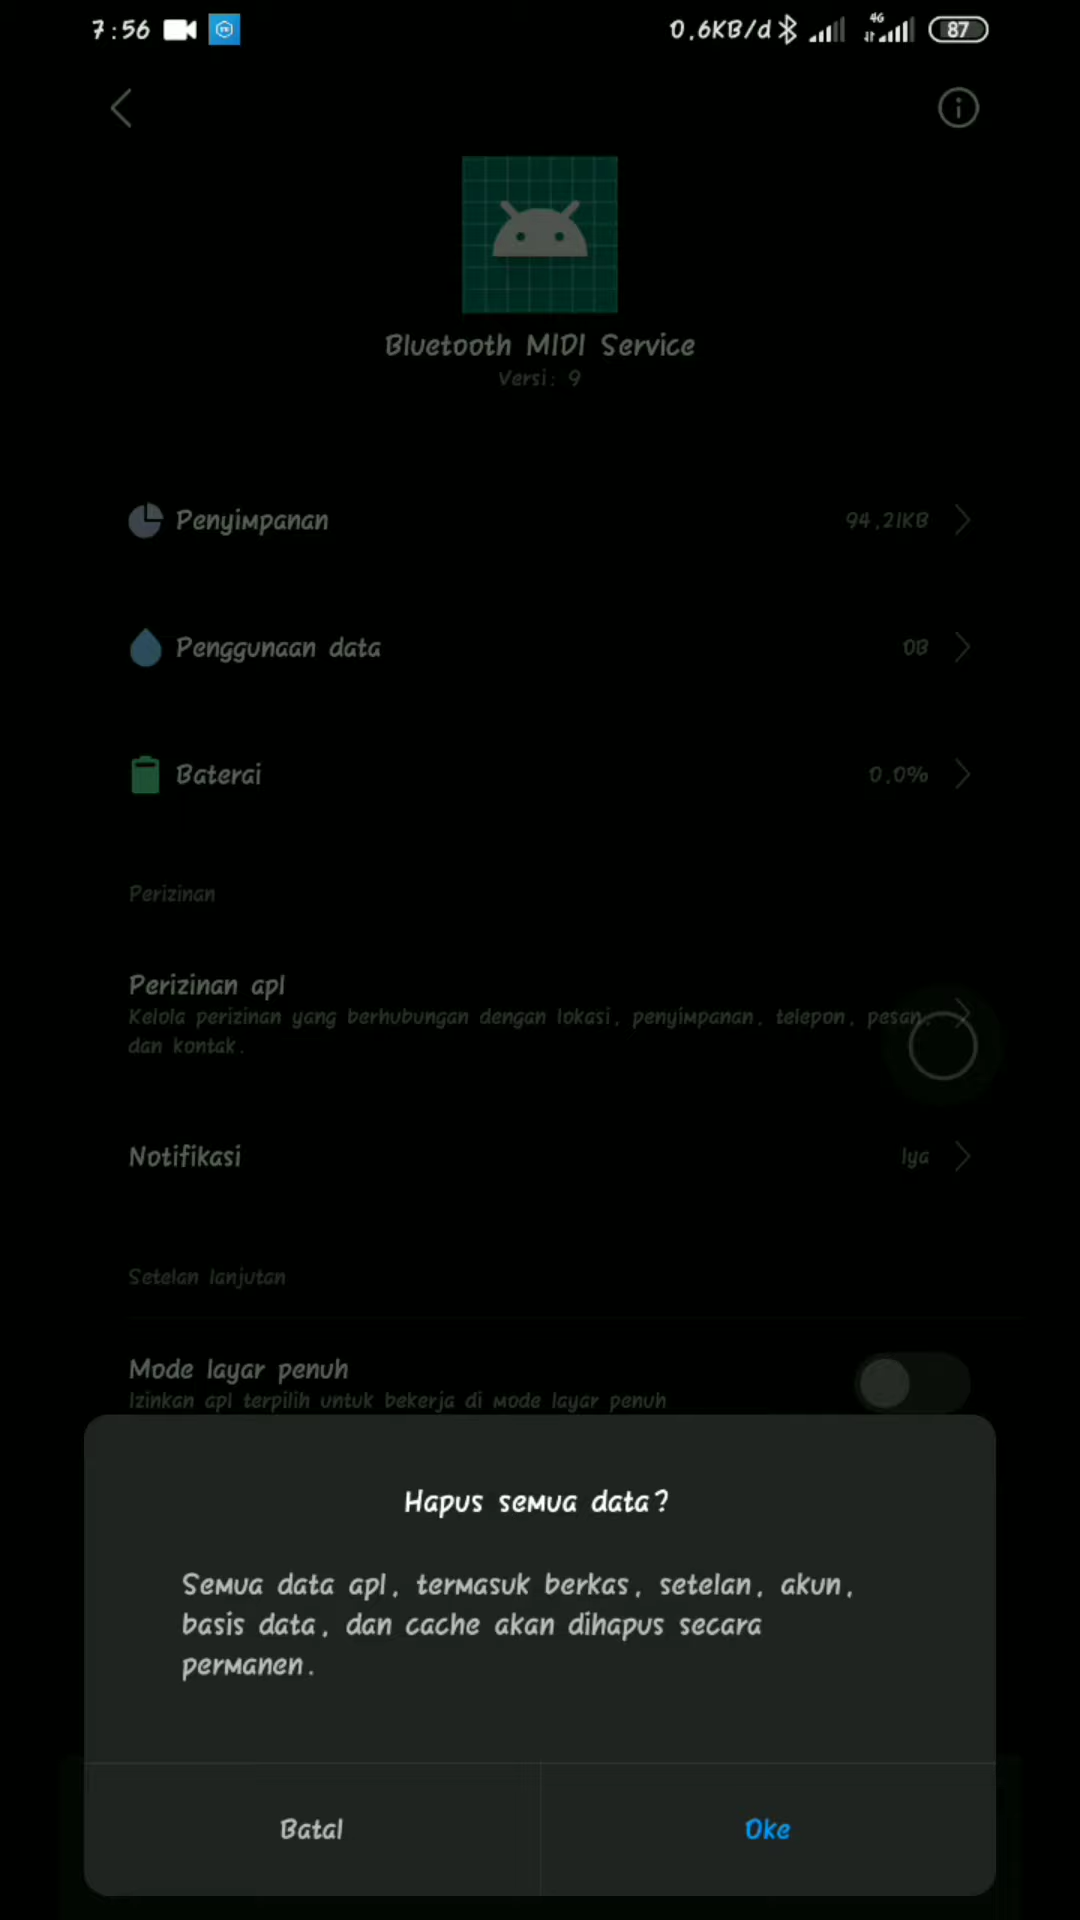 7:56
0.6KB/d
4G
87
Bluetooth MIDI Service
Versi: 9
Penyimpanan
94,21KB
Penggunaan data
0B
Baterai
0.0%
Perizinan
Perizinan apl
Kelola perizinan yang berhubungan dengan lokasi, penyimpanan, telepon, pesan,
dan kontak.
Notifikasi
Iya
Setelan lanjutan
Mode layar penuh
Izinkan apl terpilih untuk bekerja di mode layar penuh
Hapus semua data?
Semua data apl, termasuk berkas, setelan, akun,
basis data, dan cache akan dihapus secara
permanen.
Batal
Oke